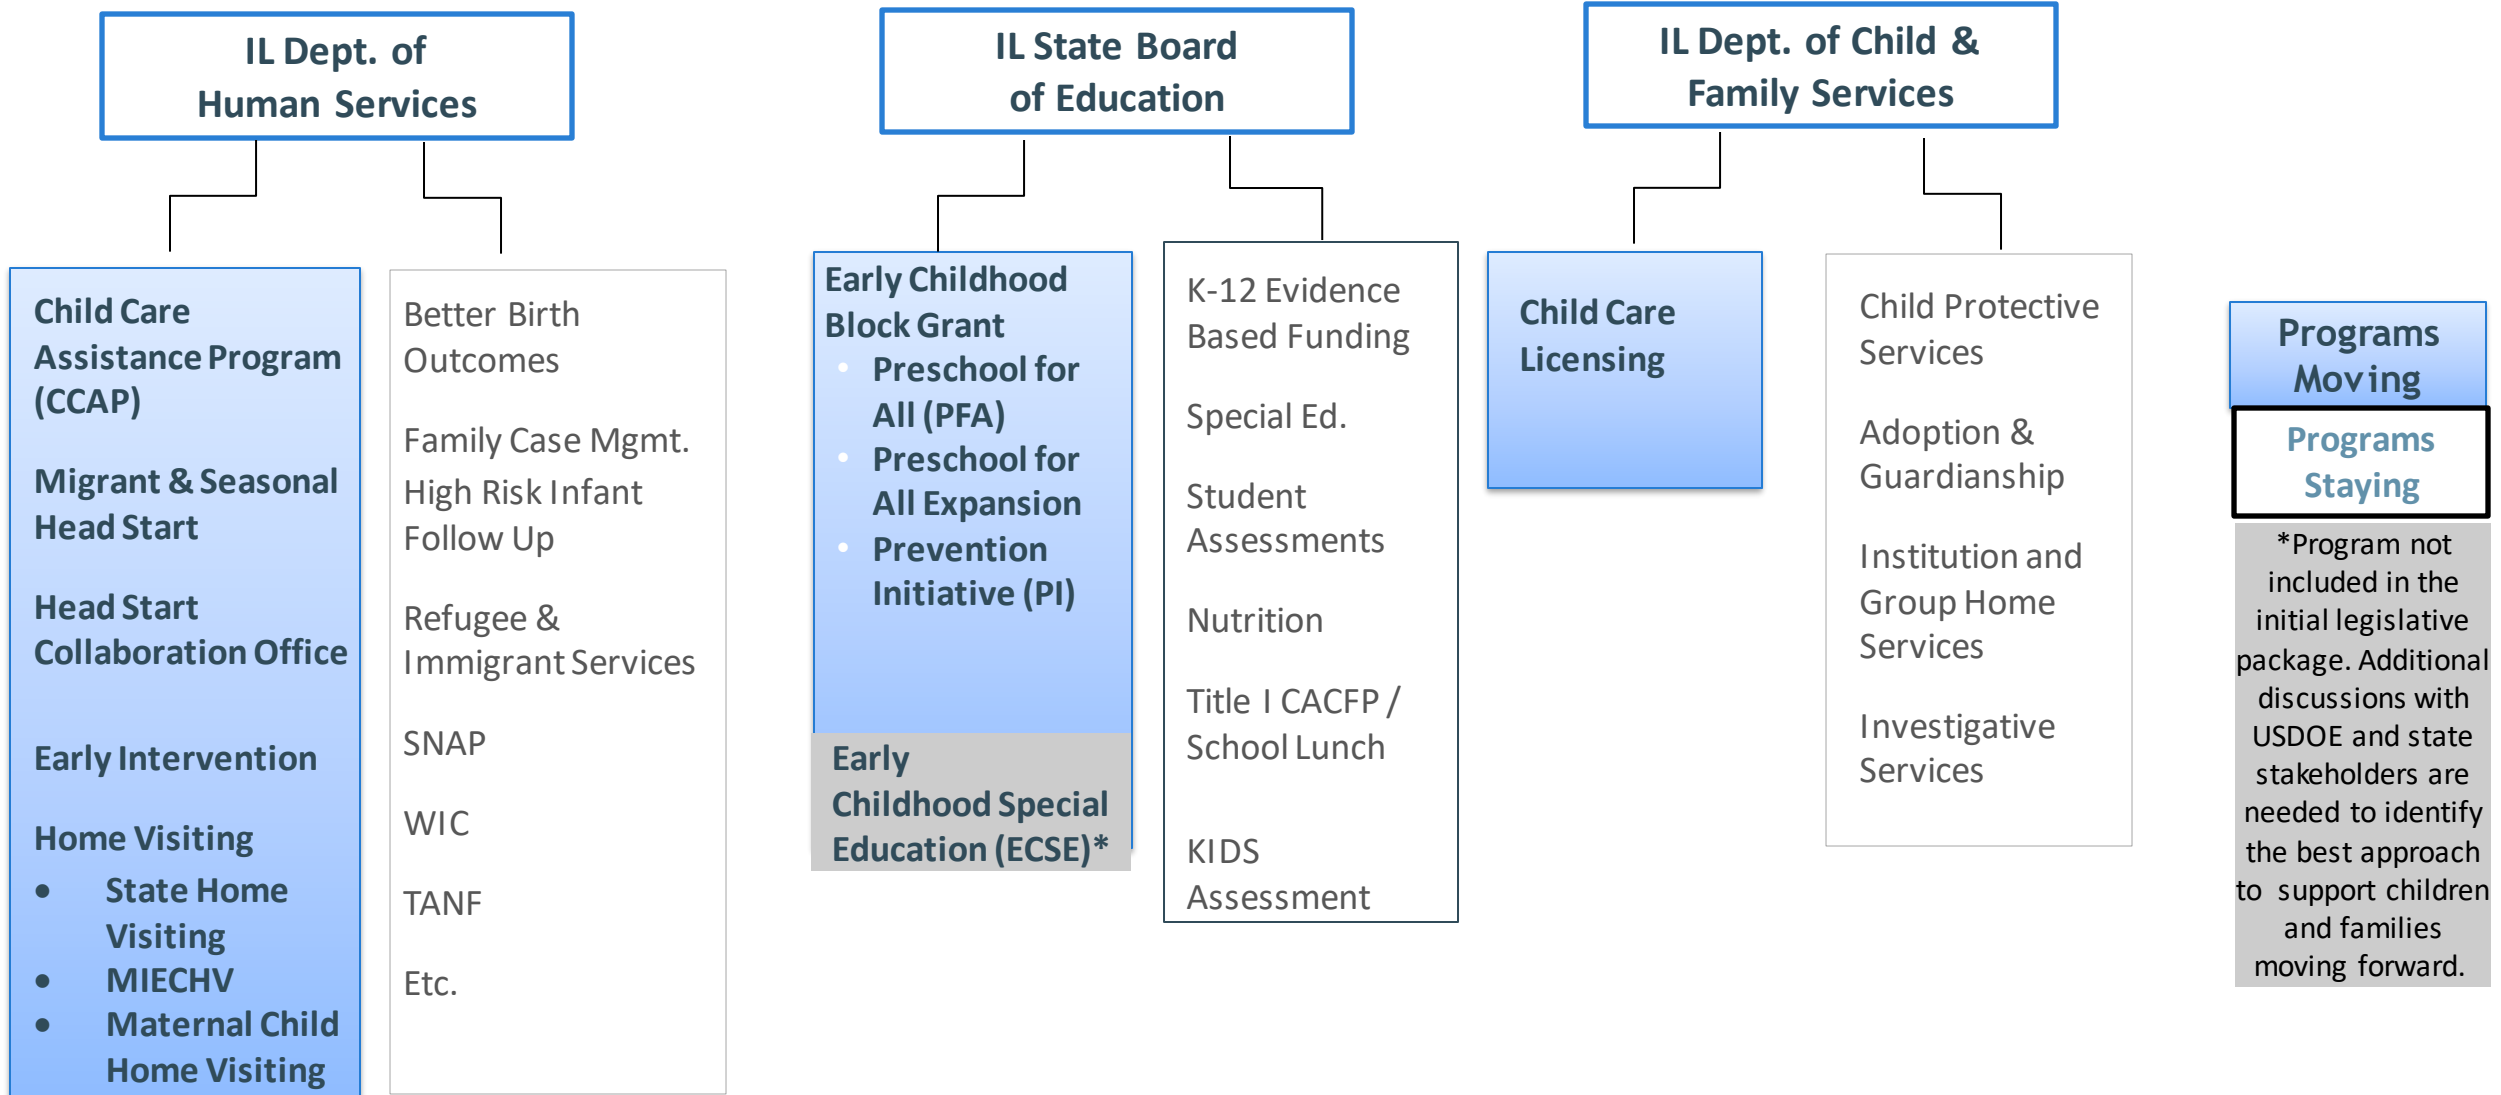 IL Dept. of
Human Services
Child Care
Assistance Program
(CCAP)
Migrant & Seasonal
Head Start
Head Start
Collaboration Office
Early Intervention
Home Visiting
• State Home
Visiting
• MIECHV
• Maternal Child
Home Visiting
Better Birth
Outcomes
Family Case Mgmt.
High Risk Infant
Follow Up
Refugee &
Immigrant Services
SNAP
WIC
TANF
Etc.
IL State Board
of Education
Early Childhood
Block Grant
• Preschool for
All (PFA)
• Preschool for
All Expansion
• Prevention
Initiative (PI)
Early
Childhood Special
Education (ECSE)*
K-12 Evidence
Based Funding
Special Ed.
Student
Assessments
Nutrition
Title I CACFP /
School Lunch
KIDS
Assessment
IL Dept. of Child &
Family Services
Child Care
Licensing
Child Protective
Services
Adoption &
Guardianship
Institution and
Group Home
Services
Investigative
Services
Programs
Moving
Programs
Staying
*Program not
included in the
initial legislative
package. Additional
discussions with
USDOE and state
stakeholders are
needed to identify
the best approach
to support children
and families
moving forward.